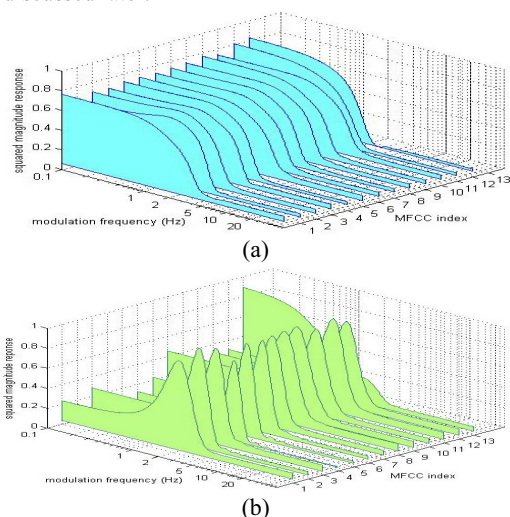 1
0.8
0.6
0.4
0.2
0
0.1
squared magnitude response
1
2
5
10
20
modulation frequency (Hz)
1 2 3 4 5 6 7 8 9 10 11 12 13
MFCC index
(a)
1
0.8
0.6
0.4
0.2
0
0.1
squared magnitude reponse
1
2
5
10
20
modulation frequency (Hz)
1 2 3 4 5 6 7 8 9 10 11 12 13
MFCC index
(b)